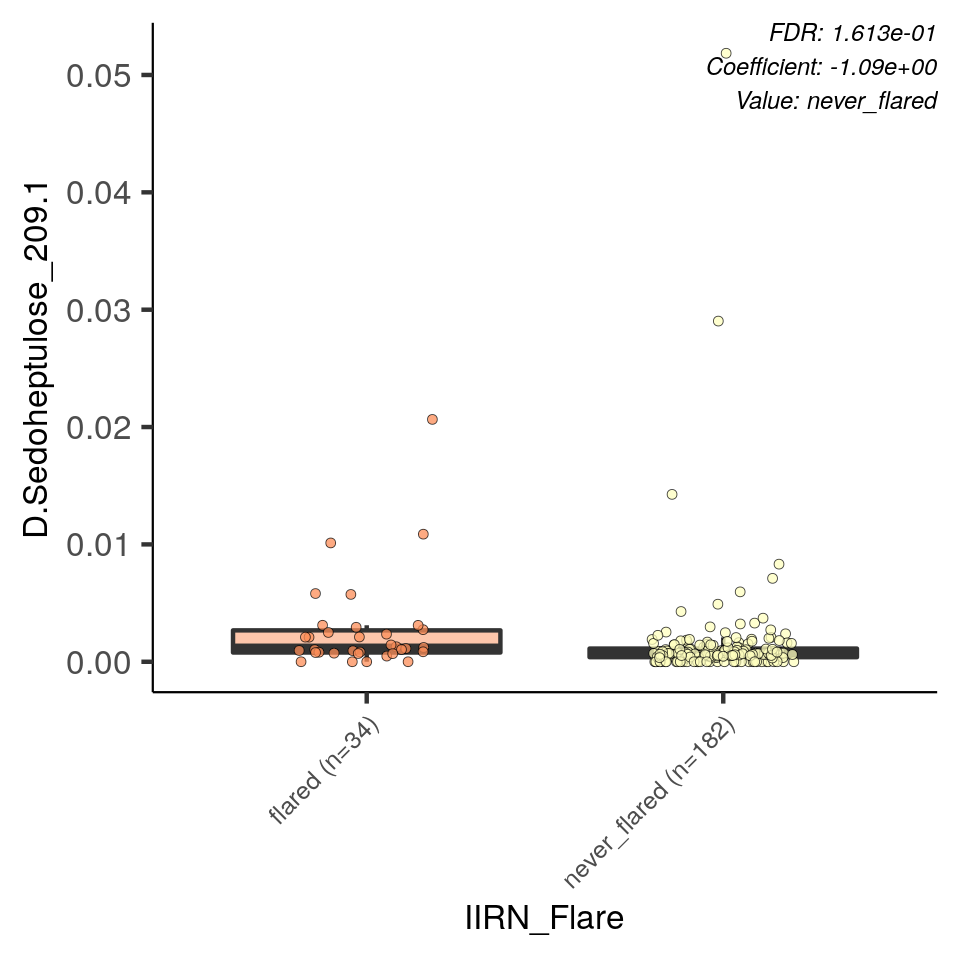 FDR: 1.613e-01
Coefficient: -1.09e+00
Value: never_flared
D.Sedoheptulose_209.1
0.05
0.04
0.03
0.02
0.01
0.00
flared (n=34)
never_flared (n=182)
IIRN_Flare